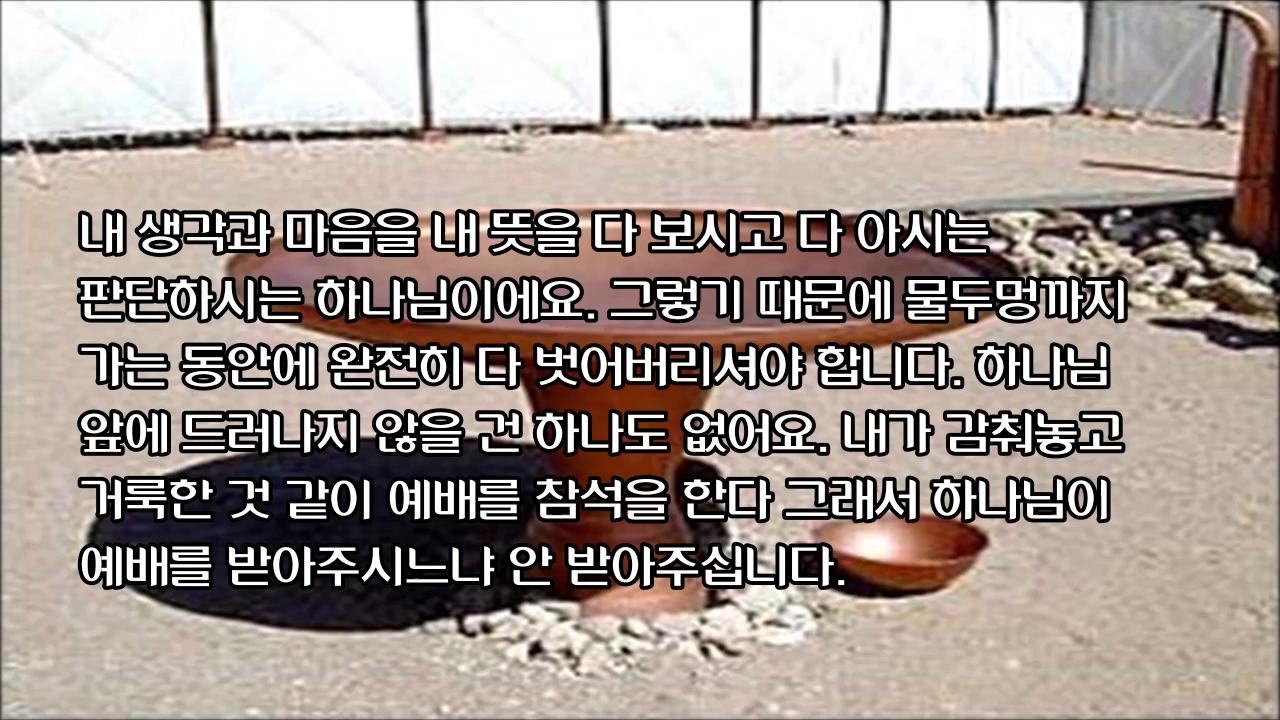 내 생각과 마음을 내 뜻을 다 보시고 다 아시는
판단하시는 하나님이에요. 그렇기 때문에 물두멍까지
가는 동안에 완전히 다 벗어버리셔야 합니다. 하나님
앞에 드러나지 않을 건 하나도 없어요. 내가 감춰놓고
거룩한 것 같이 예배를 참석을 한다 그래서 하나님이
예배를 받아주시느냐 안 받아주십니다.